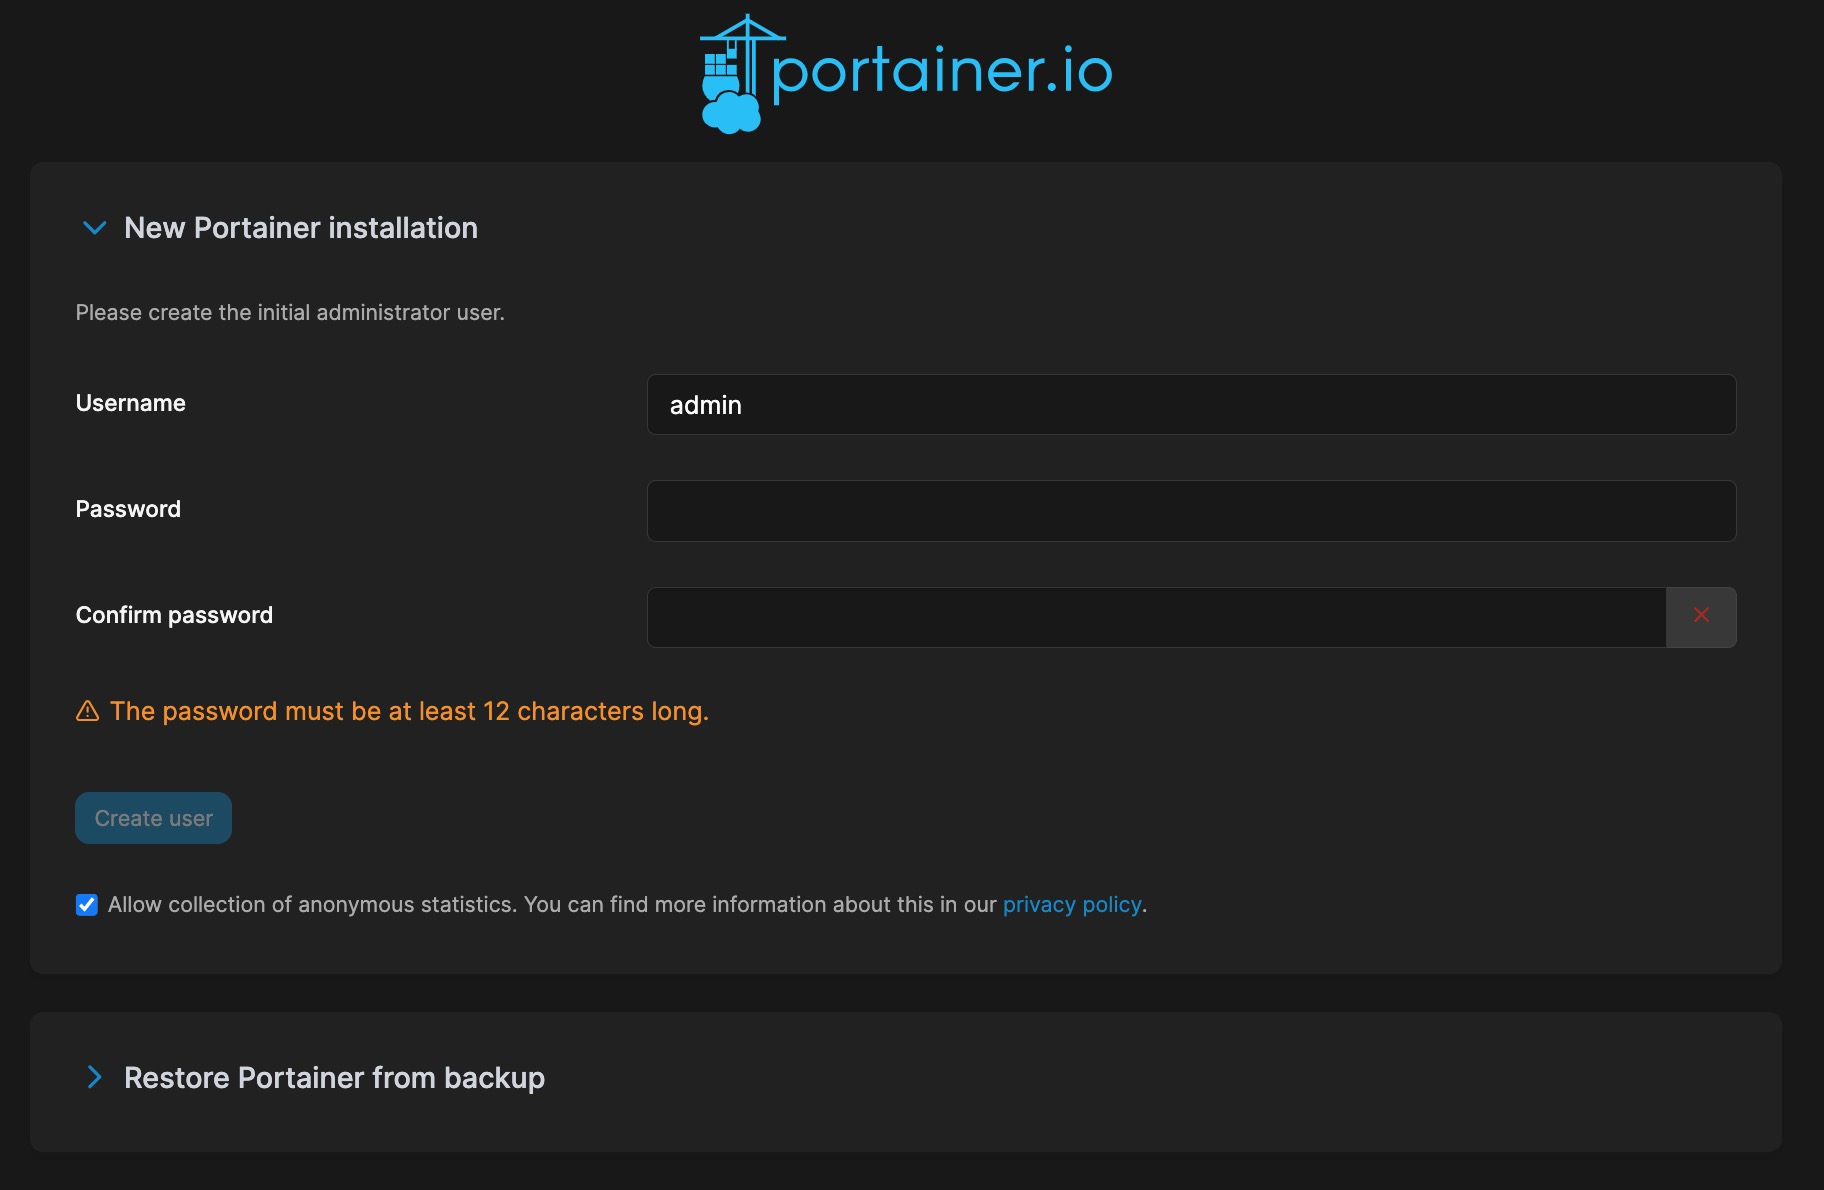 portainer.io
New Portainer installation
Please create the initial administrator user.
Username
admin
Password
Confirm password
The password must be at least 12 characters long.
Create user
Allow collection of anonymous statistics. You can find more information about this in our privacy policy.
Restore Portainer from backup